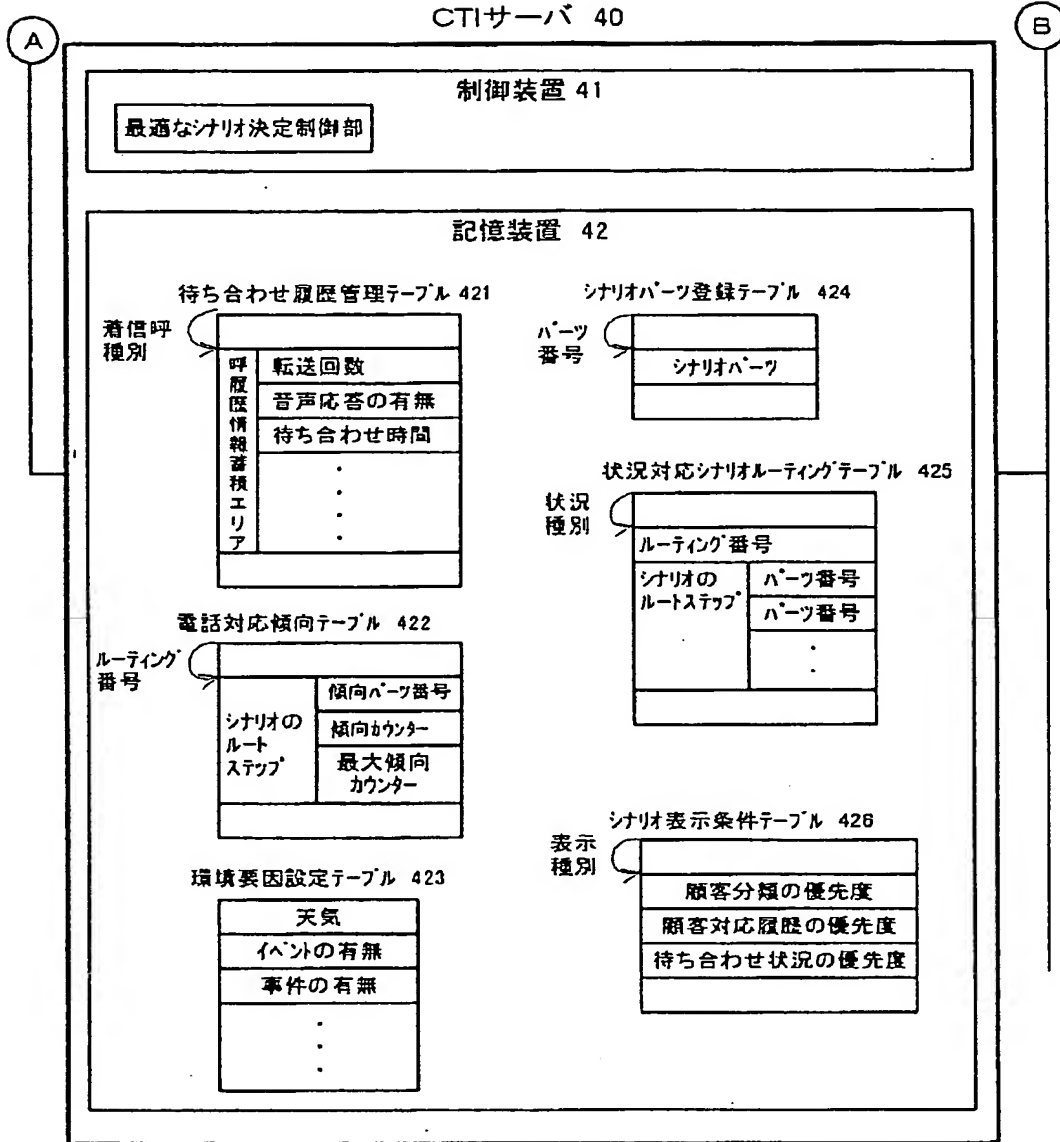 CTIサーバ 40
A
B
制御装置 41
最適なシナリオ決定制御部
記憶装置 42
待ち合わせ履歴管理テーブル 421
着信呼
種別
呼履歴情報蓄積エリア
転送回数
音声応答の有無
待ち合わせ時間
シナリオパーツ登録テーブル 424
パーツ
番号
シナリオパーツ
状況対応シナリオルーティングテーブル 425
状況
種別
ルーティング番号
シナリオの
ルートステップ
パーツ番号
パーツ番号
電話対応傾向テーブル 422
ルーティング
番号
シナリオの
ルート
ステップ
傾向パーツ番号
傾向カウンター
最大傾向
カウンター
環境要因設定テーブル 423
天気
イベントの有無
事件の有無
シナリオ表示条件テーブル 426
表示
種別
顧客分類の優先度
顧客対応履歴の優先度
待ち合わせ状況の優先度